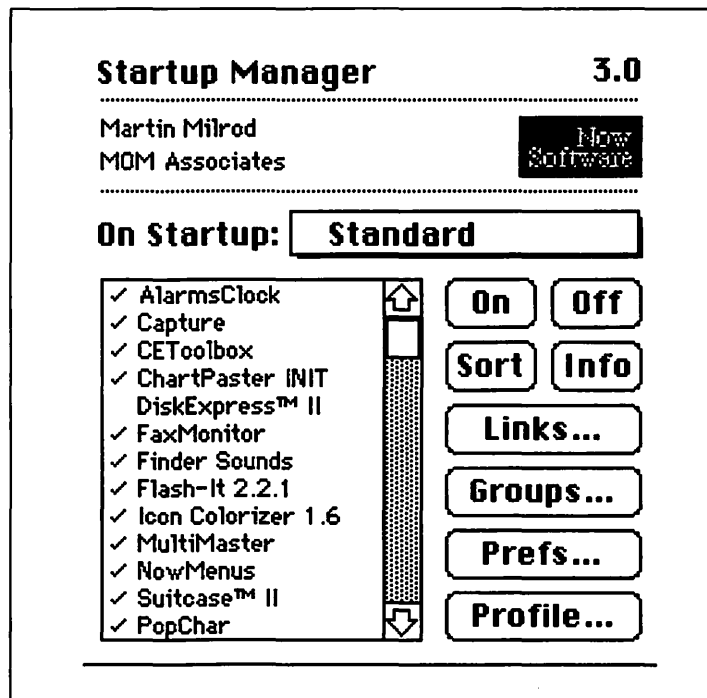 Startup Manager 3.0
Martin Milrod
MOM Associates
Now
Software
On Startup: Standard
✓ AlarmsClock
✓ Capture
✓ CEToolbox
✓ ChartPaster INIT
DiskExpress™ II
✓ FaxMonitor
✓ Finder Sounds
✓ Flash-It 2.2.1
✓ Icon Colorizer 1.6
✓ MultiMaster
✓ NowMenus
✓ Suitcase™ II
✓ PopChar
On Off
Sort Info
Links...
Groups...
Prefs...
Profile...